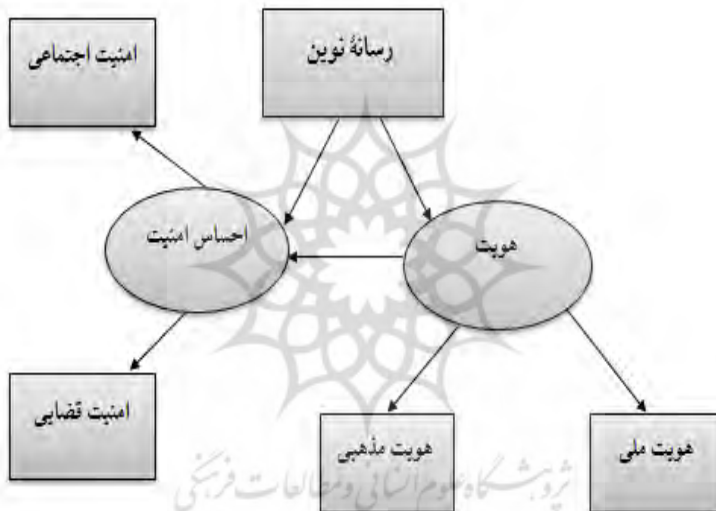 رسانهٔ نوین
امنیت اجتماعی
هویت
احساس امنیت
امنیت قضایی
هویت مذهبی
هویت ملی
پژوهشگاه علوم انسانی و مطالعات فرهنگی